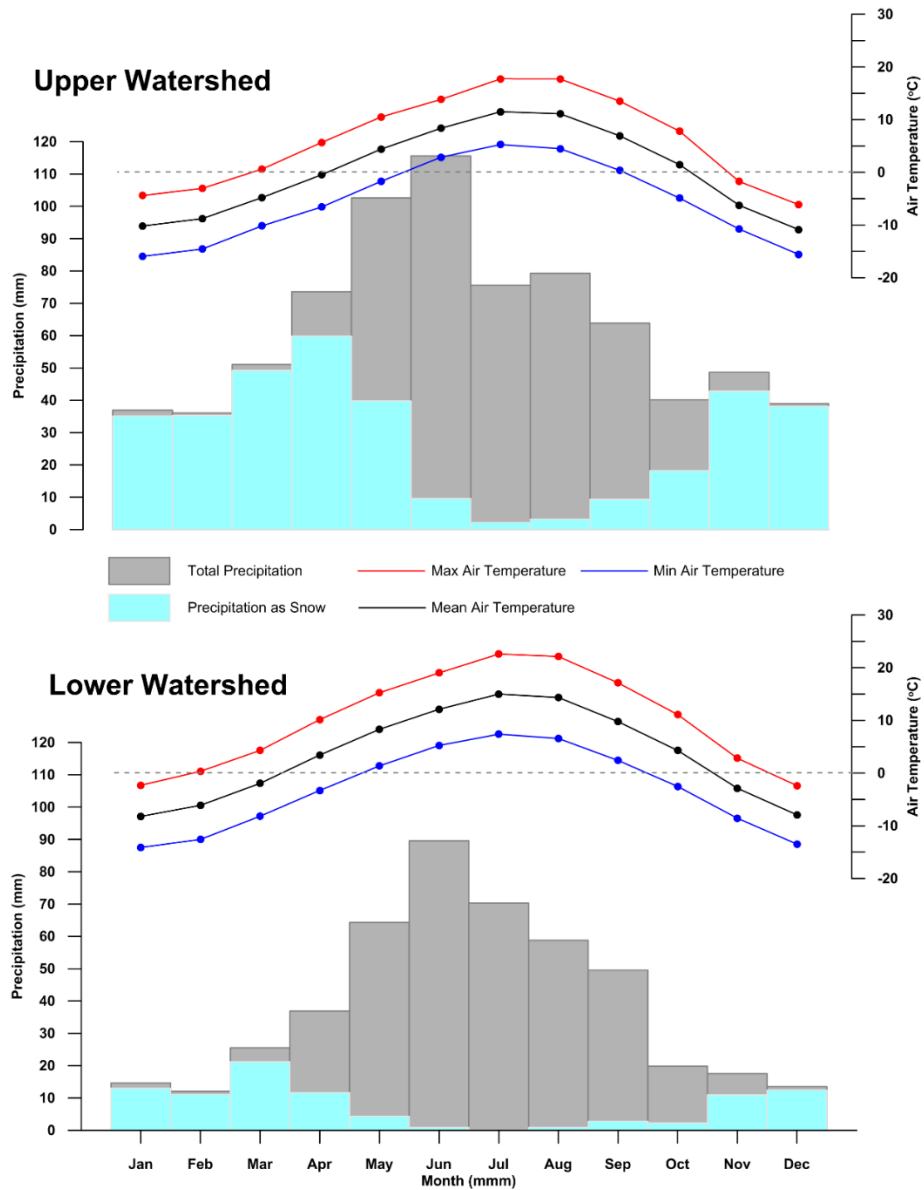 Upper Watershed
30
20
10
0
-10
-20
Air Temperature (°C)
120
110
100
90
80
70
60
50
40
30
20
10
0
Precipitation (mm)
Total Precipitation
Max Air Temperature
Min Air Temperature
Precipitation as Snow
Mean Air Temperature
Lower Watershed
30
20
10
0
-10
-20
Air Temperature (°C)
120
110
100
90
80
70
60
50
40
30
20
10
0
Precipitation (mm)
Jan Feb Mar Apr May Jun Jul Aug Sep Oct Nov Dec
Month (mmm)